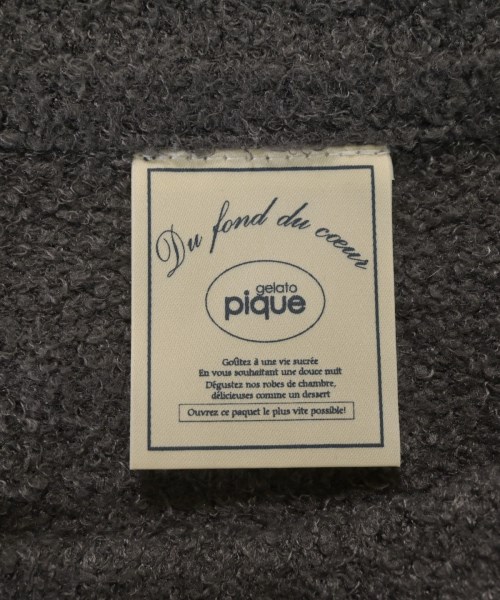 Du fond du cœur
gelato
pique
Goûtez à une vie sucrée
En vous souhaitant une douce nuit
Dégustez nos robes de chambre,
délicieuses comme un dessert
Ouvrez ce paquet le plus vite possible!